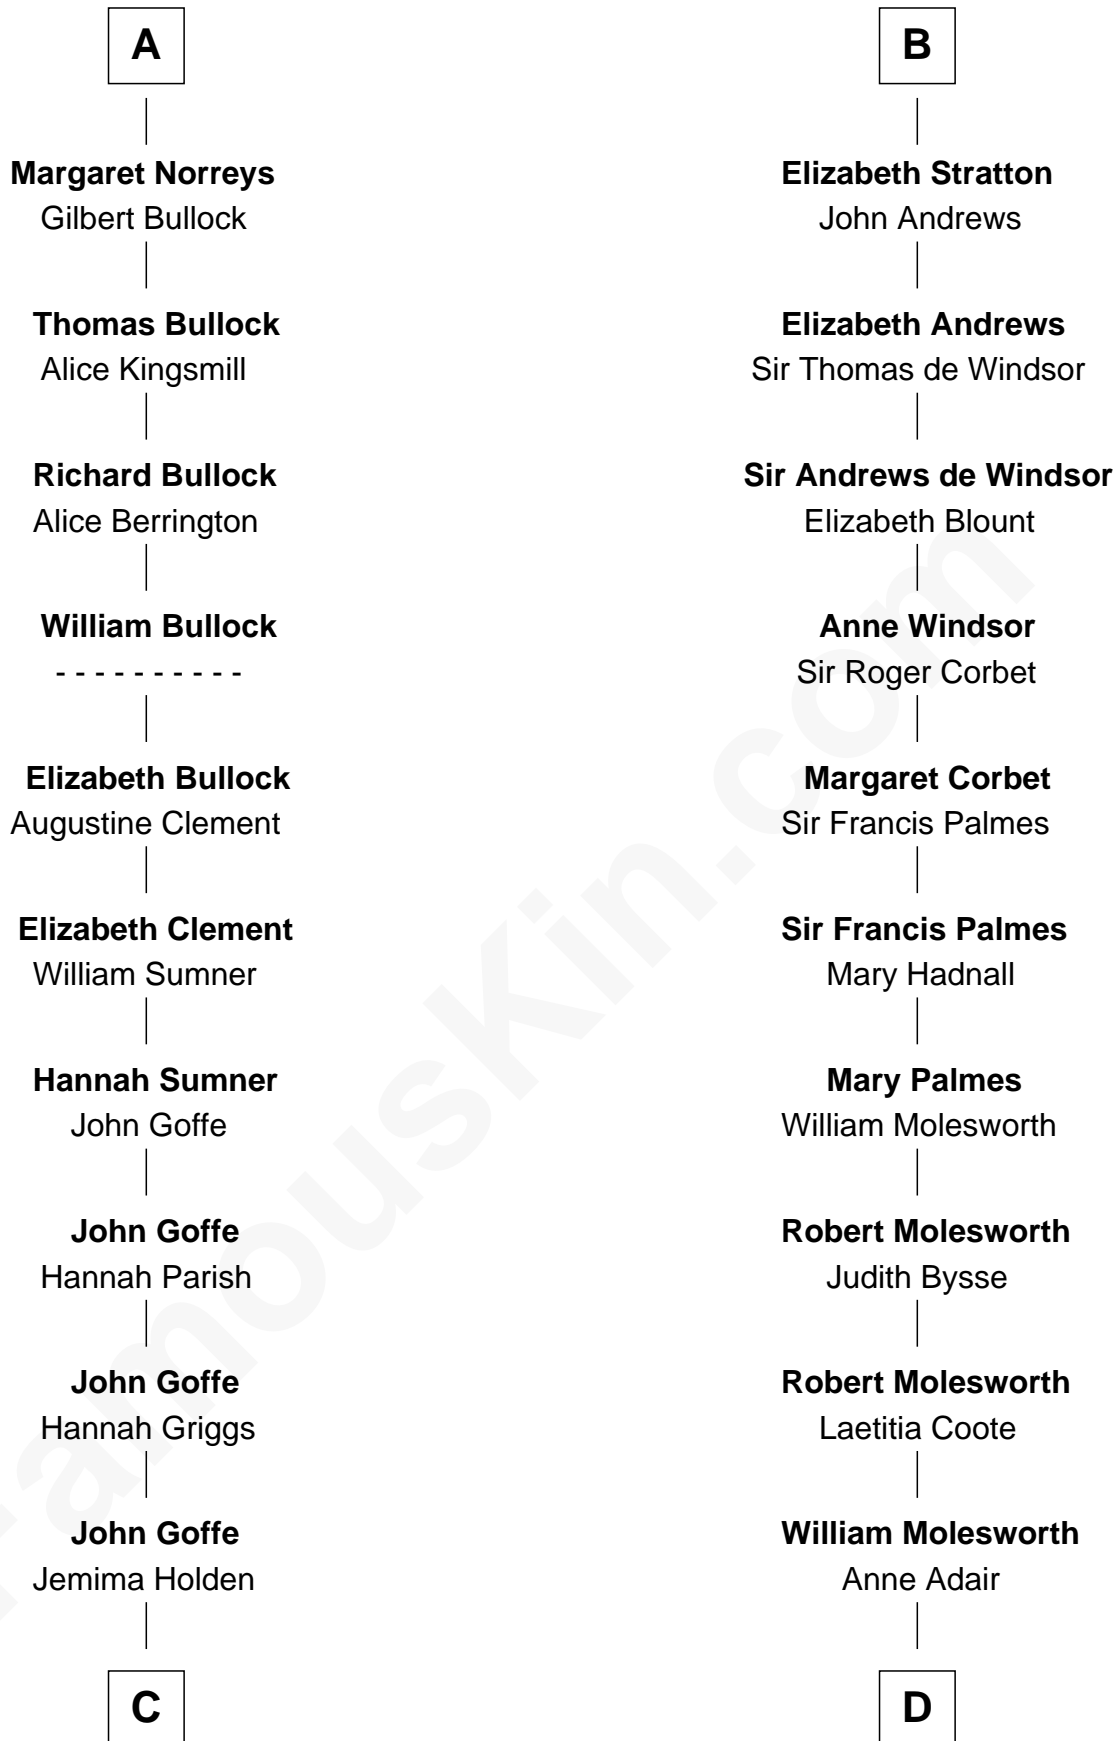 A
Margaret Norreys
Gilbert Bullock
Thomas Bullock
Alice Kingsmill
Richard Bullock
Alice Berrington
William Bullock
- - - - - - - - - -
Elizabeth Bullock
Augustine Clement
Elizabeth Clement
William Sumner
Hannah Sumner
John Goffe
John Goffe
Hannah Parish
John Goffe
Hannah Griggs
John Goffe
Jemima Holden
C
B
Elizabeth Stratton
John Andrews
Elizabeth Andrews
Sir Thomas de Windsor
Sir Andrews de Windsor
Elizabeth Blount
Anne Windsor
Sir Roger Corbet
Margaret Corbet
Sir Francis Palmes
Sir Francis Palmes
Mary Hadnall
Mary Palmes
William Molesworth
Robert Molesworth
Judith Bysse
Robert Molesworth
Laetitia Coote
William Molesworth
Anne Adair
D
FamousKin.com